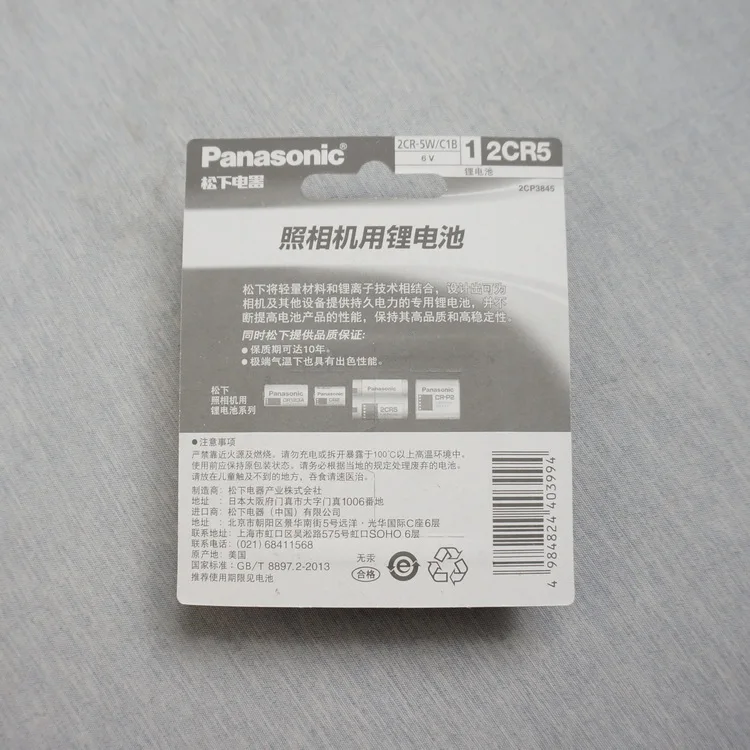 Panasonic®
松下电器
2CR-5W/C1B
6V
1
2CR5
锂电池
2CP3845
照相机用锂电池
松下将轻量材料和锂离子技术相结合，设计出可为
相机及其他设备提供持久电力的专用锂电池，并不
断提高电池产品的性能，保持其高品质和高稳定性。
同时松下提供品质保证:
● 保质期可达10年。
● 极端气温下也具有出色性能。
松下
照相机用
锂电池系列
Panasonic
Panasonic
Panasonic
2CR5
Panasonic
CR-P2
●注意事项
严禁靠近火源及燃烧。请勿充电或拆开暴露于100℃以上高温环境中。
使用前应保持原包装状态。请务必根据当地的规定处理废弃的电池。
请放在儿童触及不到的地方、吞食请速医治。
制造商: 松下电器产业株式会社
地址 : 日本大阪府门真市大字门真1006番地
进口商: 松下电器（中国）有限公司
地址 : 北京市朝阳区景华南街5号远洋·光华国际C座6层
联系地址: 上海市虹口区吴淞路575号虹口SOHO 6层
联系电话: (021) 68411568
原产地: 美国
国家标准: GB/T 8897.2-2013
推荐使用期限见电池
无汞
合格
e
4 984824 403994